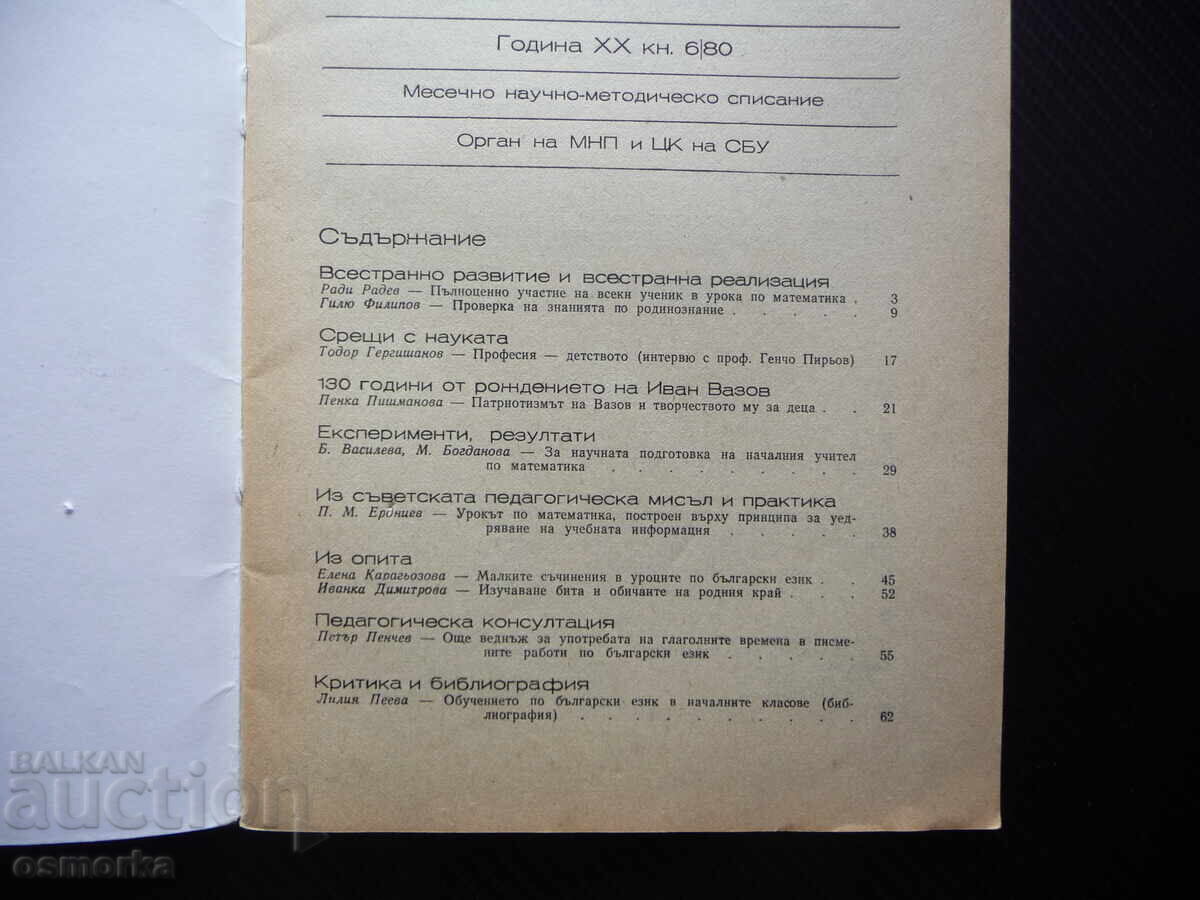 Година XX кн. 6|80
Месечно научно-методическо списание
Орган на МНП и ЦК на СБУ
Съдържание
Всестранно развитие и всестранна реализация
Ради Радев — Пълноценно участие на всеки ученик в урока по математика . 3
Гилю Филипов — Проверка на знанията по родинознание . . . . . 9
Срещи с науката
Тодор Гергишанов — Професия — детството (интервю с проф. Генчо Пирьов) 17
130 години от рождението на Иван Вазов
Пенка Пишманова — Патриотизмът на Вазов и творчеството му за деца . . 21
Експерименти, резултати
Б. Василева, М. Богданова — За научната подготовка на началния учител
по математика . . . . . . . . . 29
Из съветската педагогическа мисъл и практика
П. М. Ердниев — Урокът по математика, построен върху принципа за уед-
ряване на учебната информация . . . . . 38
Из опита
Елена Карагьозова — Малките съчинения в уроците по български език . . 45
Иванка Димитрова — Изучаване бита и обичаите на родния край . . . 52
Педагогическа консултация
Петър Пенчев — Още веднъж за употребата на глаголните времена в писме-
ните работи по български език . . . . . 55
Критика и библиография
Лилия Пеева — Обучението по български език в началните класове (биб-
лиография) . . . . . . . . . . 62
BALKAN
auction
osmorka